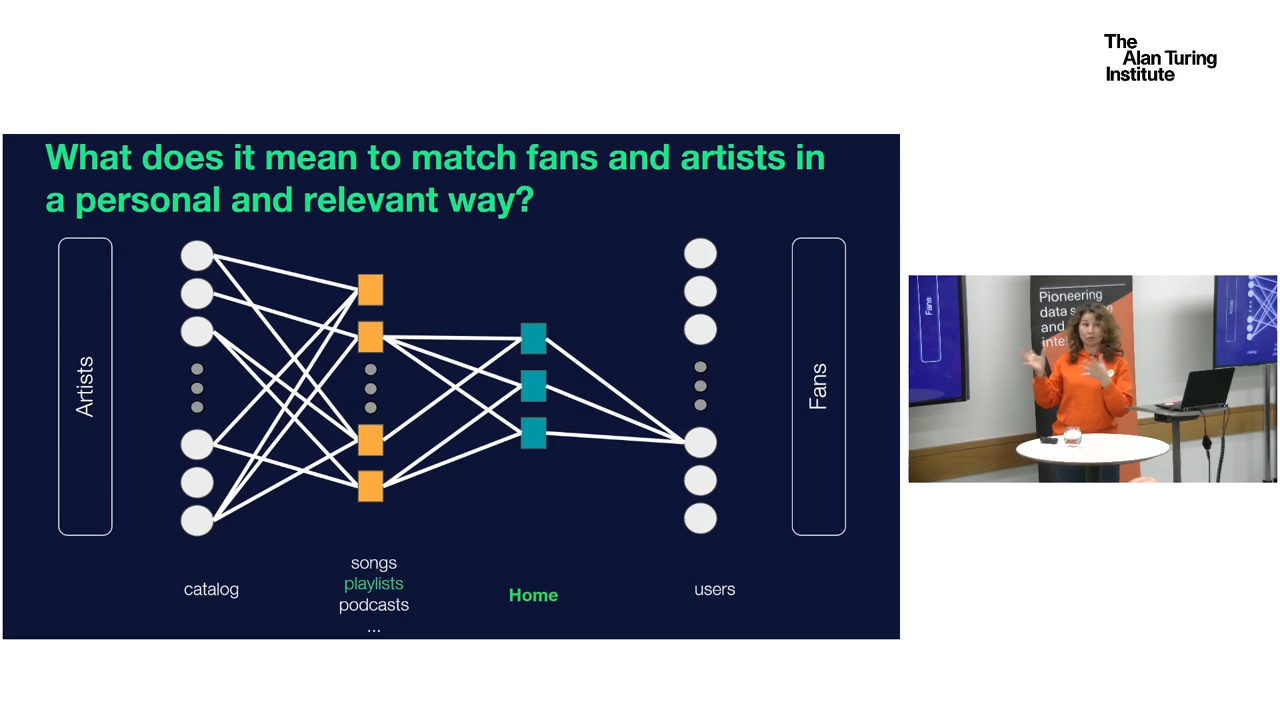 The
Alan Turing
Institute
What does it mean to match fans and artists in
a personal and relevant way?
Artists
Fans
catalog
songs
playlists
podcasts
...
Home
users
Fans
Pioneering
data
and